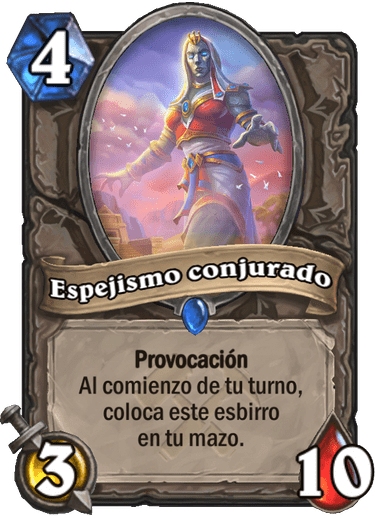 4
Espejismo conjurado
Provocación
Al comienzo de tu turno,
coloca este esbirro
en tu mazo.
3
10